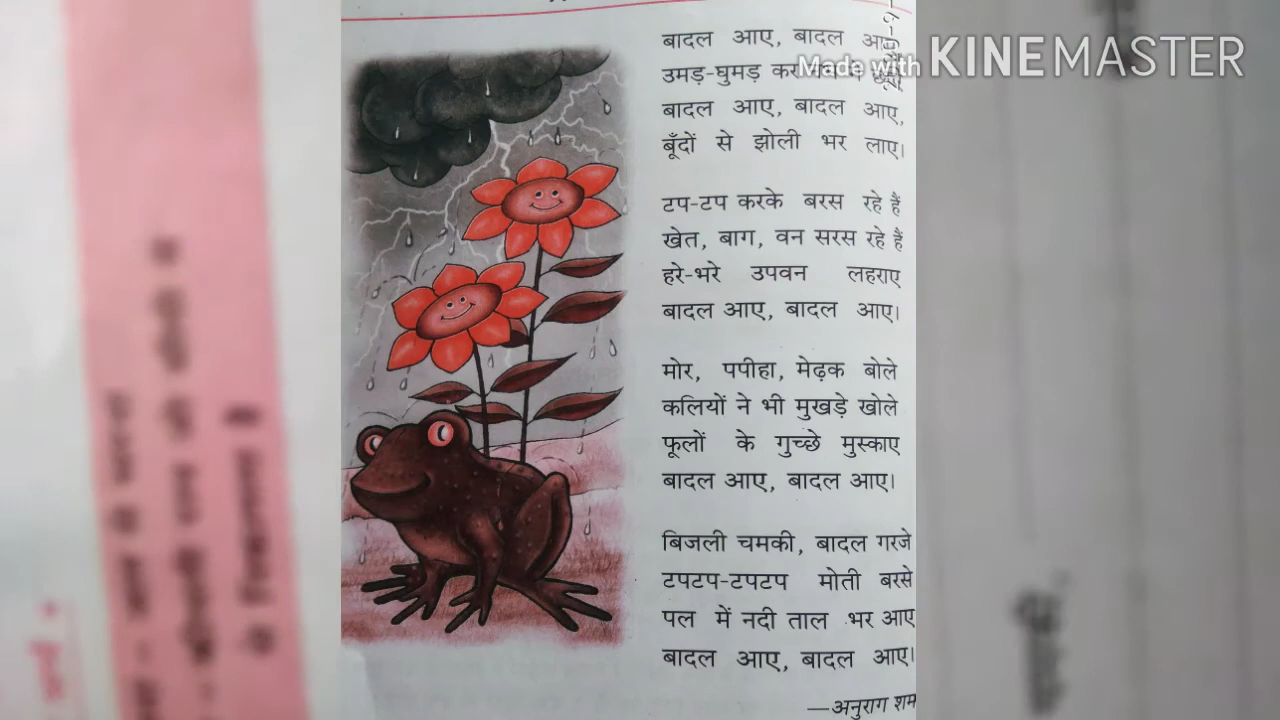 बादल आए, बादल
Made with KINEMASTER
उमड़-घुमड़ कर
बादल आए, बादल आए,
बूँदों से झोली भर लाए।
टप-टप करके बरस रहे हैं
खेत, बाग, वन सरस रहे हैं
हरे-भरे उपवन लहराए
बादल आए, बादल आए।
मोर, पपीहा, मेढ़क बोले
कलियों ने भी मुखड़े खोले
फूलों के गुच्छे मुस्काए
बादल आए, बादल आए।
बिजली चमकी, बादल गरजे
टपटप-टपटप मोती बरसे
पल में नदी ताल भर आए
बादल आए, बादल आए।
—अनुराग